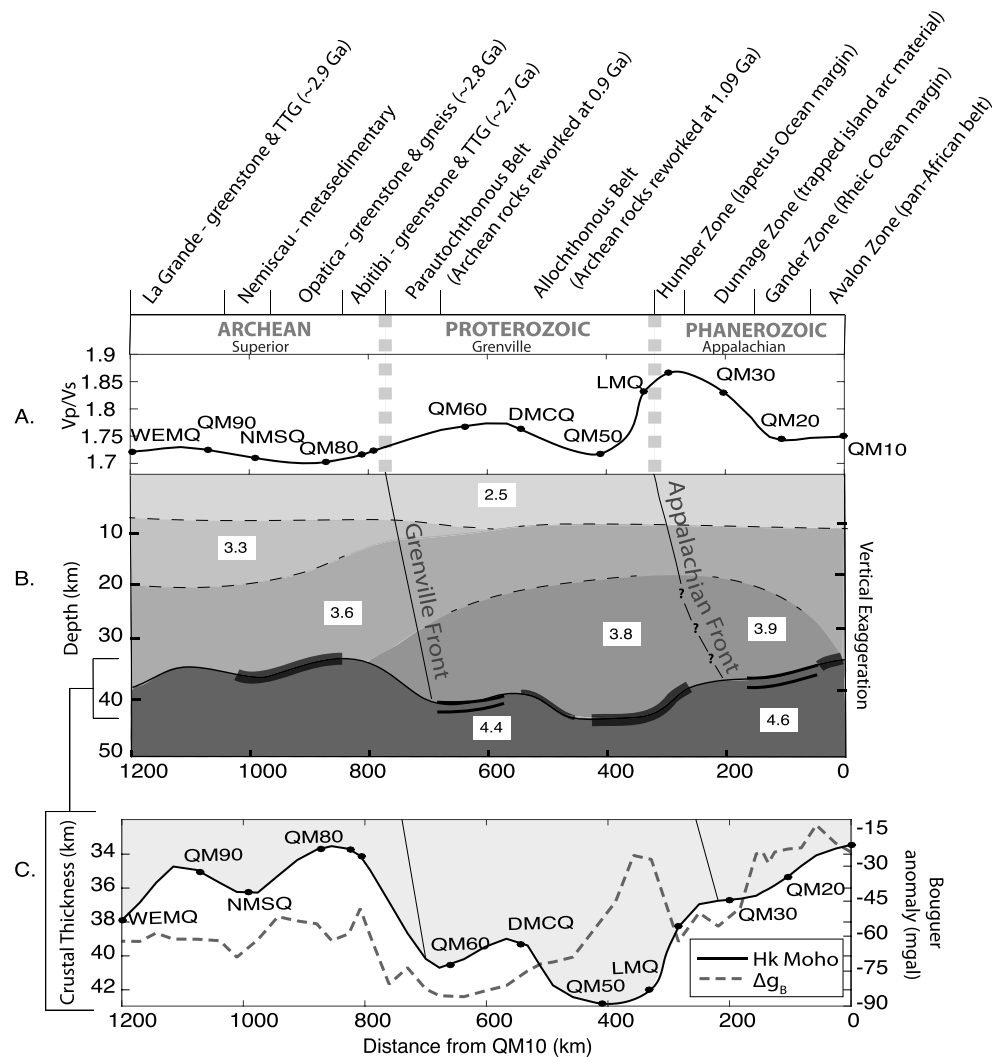 La Grande - greenstone & TTG (~2.9 Ga)
Nemiscau - metasedimentary
Opatica - greenstone & gneiss (~2.8 Ga)
Abitibi - greenstone & TTG (~2.7 Ga)
Parautochthonous Belt
(Archean rocks reworked at 0.9 Ga)
Allochthonous Belt
(Archean rocks reworked at 1.09 Ga)
Humber Zone (Iapetus Ocean margin)
Dunnage Zone (trapped island arc material)
Gander Zone (Rheic Ocean margin)
Avalon Zone (pan-African belt)
ARCHEAN
Superior
PROTEROZOIC
Grenville
PHANEROZOIC
Appalachian
A.
Vp/Vs
1.9
1.85
1.8
1.75
1.7
WEMQ
QM90
NMSQ
QM80
QM60
DMCQ
QM50
LMQ
QM30
QM20
QM10
B.
Depth (km)
10
20
30
40
50
2.5
3.3
3.6
3.8
3.9
4.4
4.6
Grenville Front
Appalachian Front
?
?
?
Vertical Exaggeration
1200
1000
800
600
400
200
0
C.
Crustal Thickness (km)
34
36
38
40
42
WEMQ
QM90
NMSQ
QM80
QM60
DMCQ
QM50
LMQ
QM30
QM20
Hk Moho
Δg_B
-15
-30
-45
-60
-75
-90
Bouguer
anomaly (mgal)
1200
1000
800
600
400
200
0
Distance from QM10 (km)